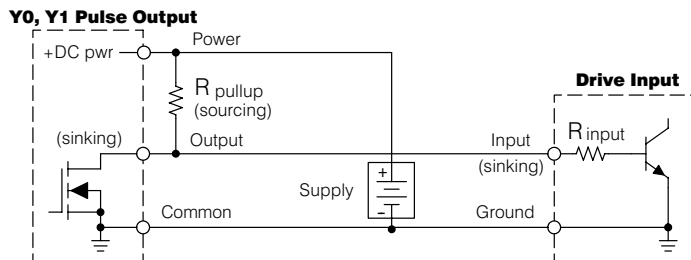 Y0, Y1 Pulse Output
+DC pwr
Power
Drive Input
R pullup
(sourcing)
R input
(sinking)
Output
Input
(sinking)
+
Supply
–
Common
Ground